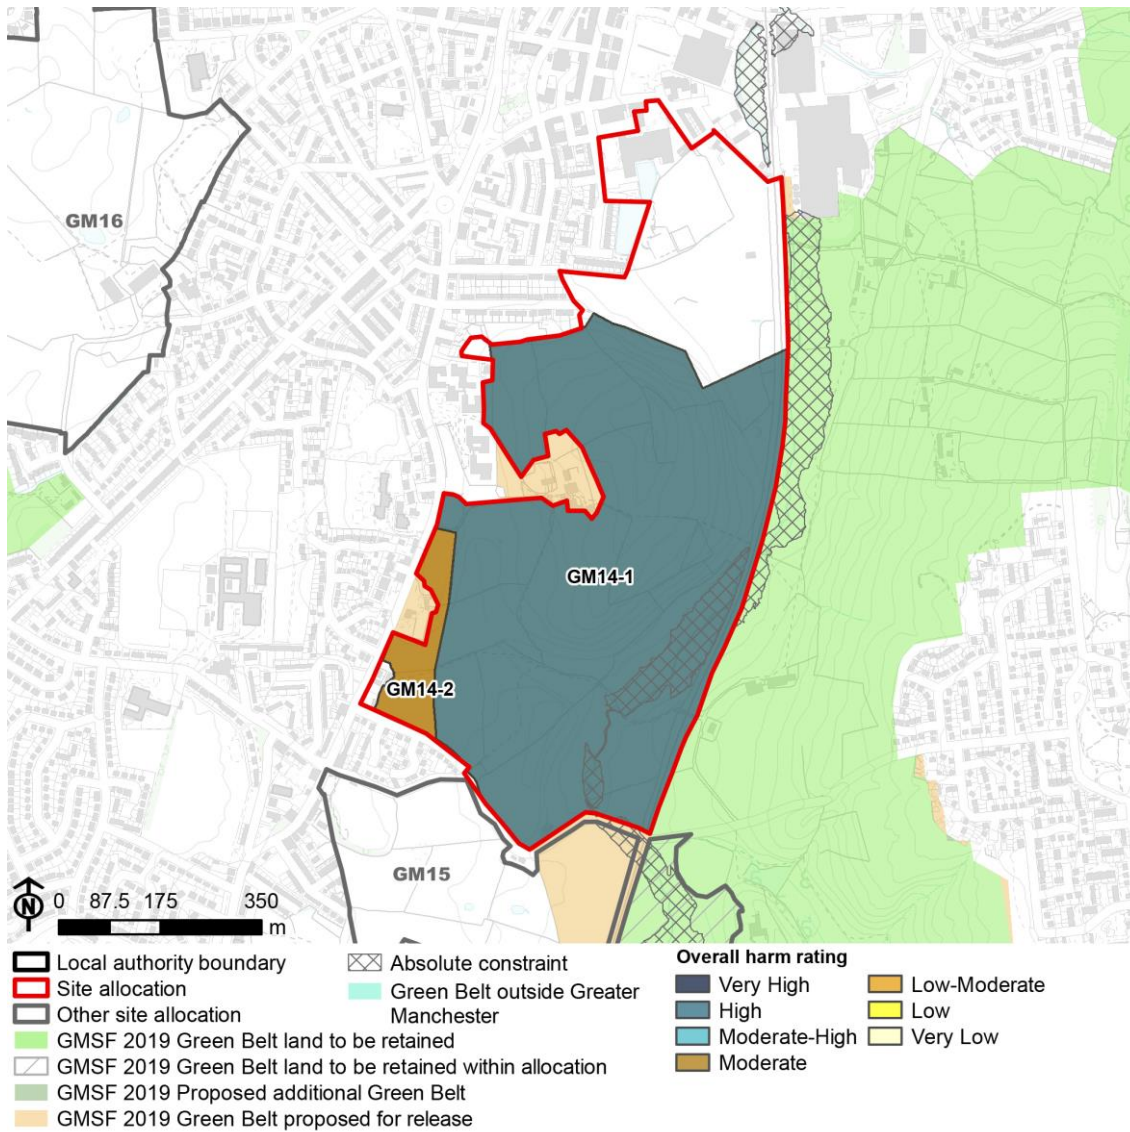 GM16
GM14-1
GM14-2
GM15
N
0 87.5 175 350
m
Local authority boundary
Site allocation
Other site allocation
GMSF 2019 Green Belt land to be retained
GMSF 2019 Green Belt land to be retained within allocation
GMSF 2019 Proposed additional Green Belt
GMSF 2019 Green Belt proposed for release
Absolute constraint
Green Belt outside Greater
Manchester
Overall harm rating
Very High
High
Moderate-High
Moderate
Low-Moderate
Low
Very Low